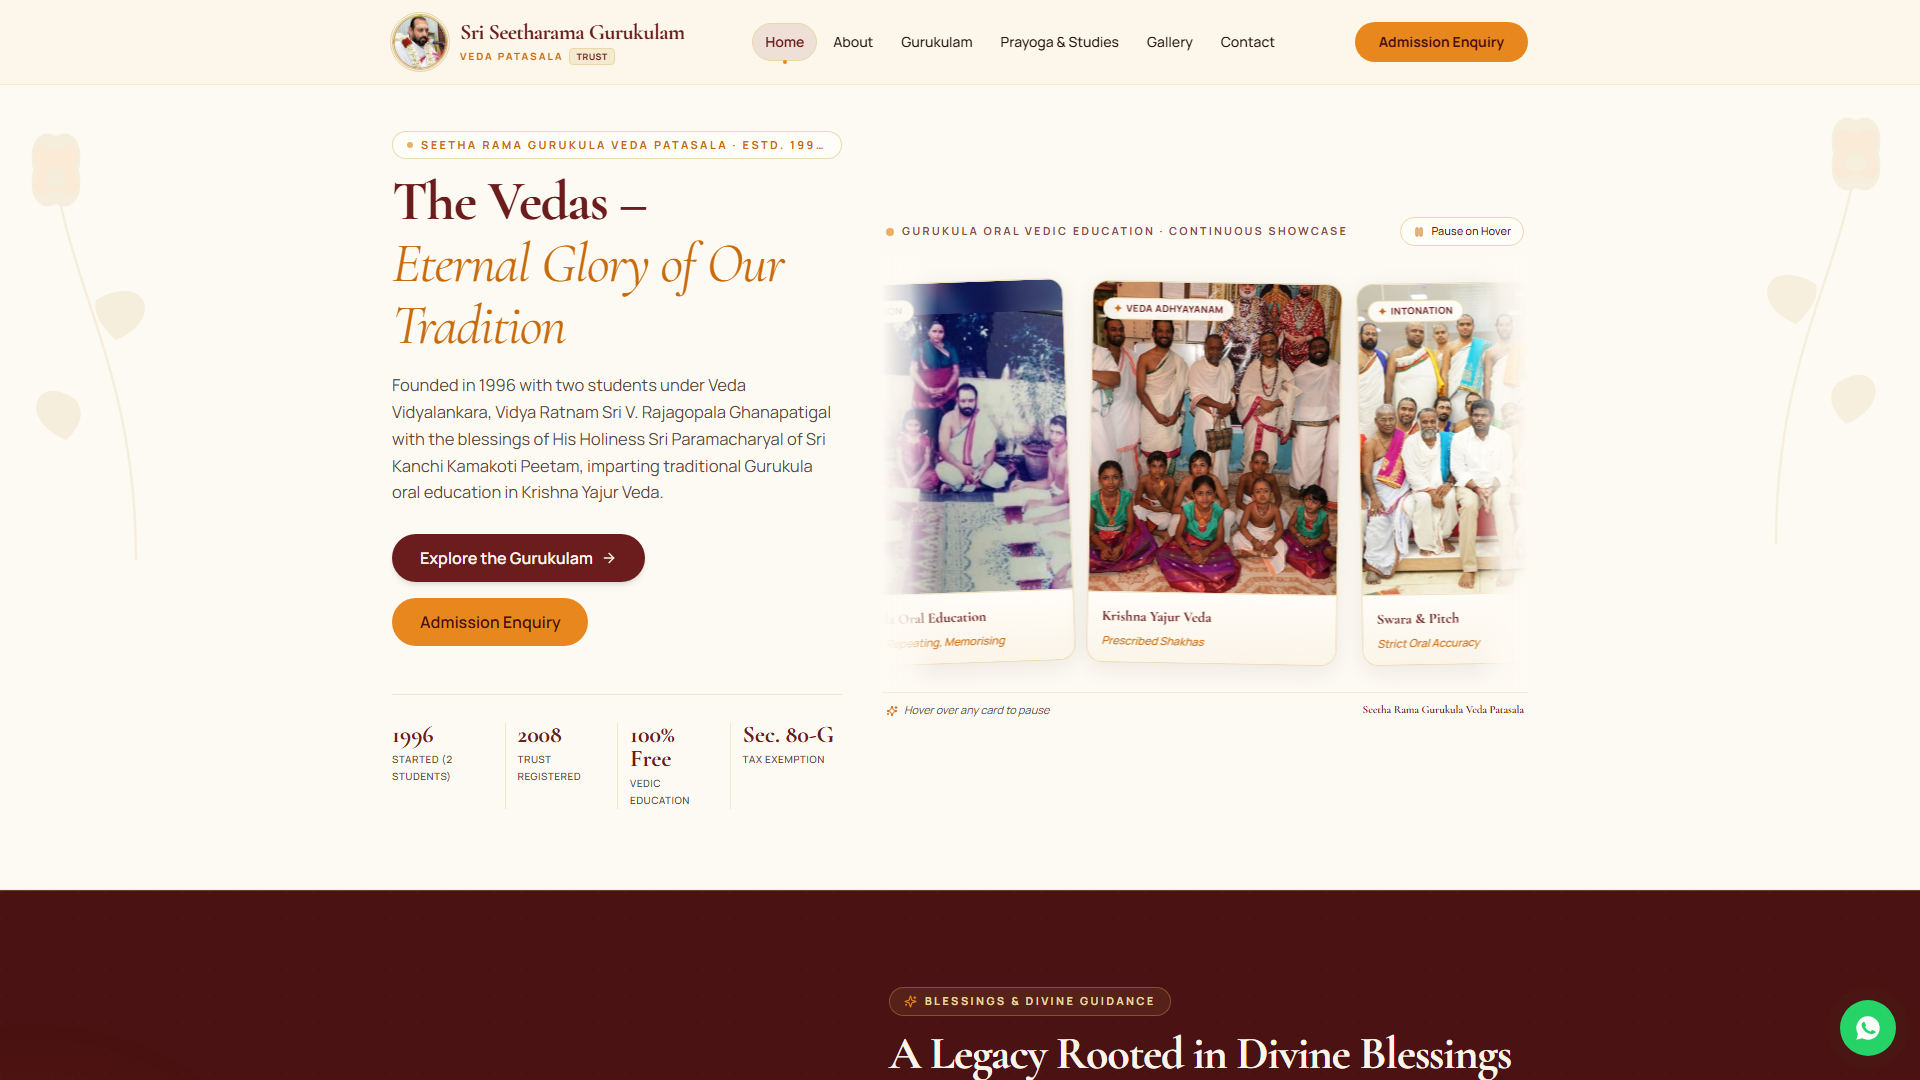 Sri Seetharama Gurukulam
VEDA PATASALA TRUST
Home About Gurukulam Prayoga & Studies Gallery Contact
Admission Enquiry
SEETHA RAMA GURUKULA VEDA PATASALA · ESTD. 199…
The Vedas –
Eternal Glory of Our
Tradition
Founded in 1996 with two students under Veda
Vidyalankara, Vidya Ratnam Sri V. Rajagopala Ghanapatigal
with the blessings of His Holiness Sri Paramacharyal of Sri
Kanchi Kamakoti Peetam, imparting traditional Gurukula
oral education in Krishna Yajur Veda.
Explore the Gurukulam →
Admission Enquiry
1996
STARTED (2
STUDENTS)
2008
TRUST
REGISTERED
100%
Free
VEDIC
EDUCATION
Sec. 80-G
TAX EXEMPTION
GURUKULA ORAL VEDIC EDUCATION · CONTINUOUS SHOWCASE
Pause on Hover
Oral Education
Repeating, Memorising
VEDA ADHYAYANAM
Krishna Yajur Veda
Prescribed Shakhas
INTONATION
Swara & Pitch
Strict Oral Accuracy
Hover over any card to pause
Seetha Rama Gurukula Veda Patasala
BLESSINGS & DIVINE GUIDANCE
A Legacy Rooted in Divine Blessings